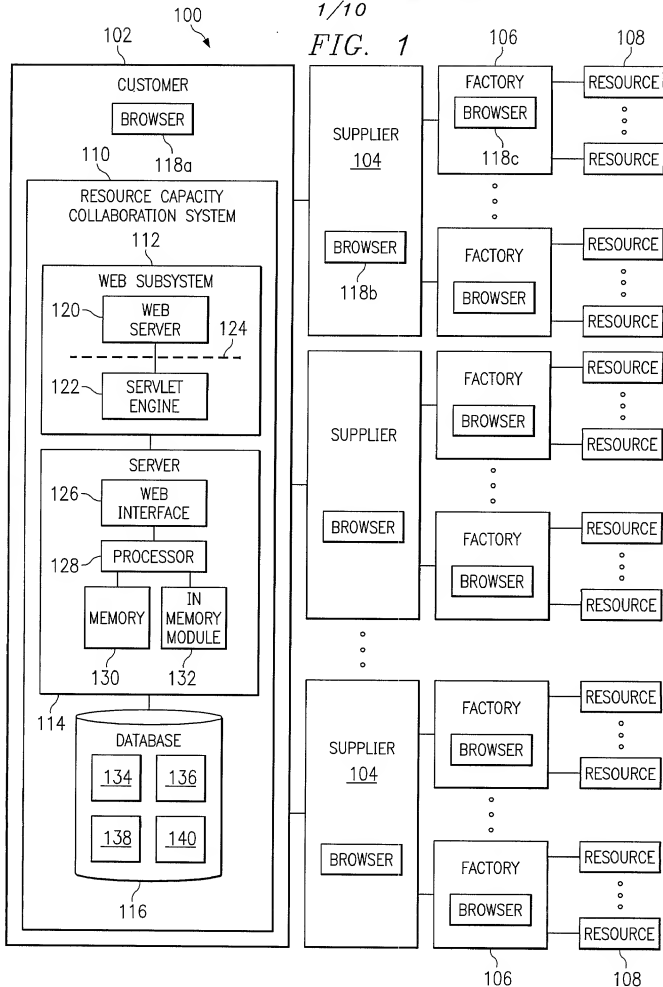 1/10
FIG. 1
100
102
CUSTOMER
BROWSER
118a
110
RESOURCE CAPACITY
COLLABORATION SYSTEM
112
WEB SUBSYSTEM
120
WEB
SERVER
124
122
SERVLET
ENGINE
SERVER
126
WEB
INTERFACE
128
PROCESSOR
MEMORY
130
IN
MEMORY
MODULE
132
114
DATABASE
134
136
138
140
116
SUPPLIER
104
BROWSER
118b
106
FACTORY
BROWSER
118c
108
RESOURCE
RESOURCE
FACTORY
BROWSER
RESOURCE
RESOURCE
SUPPLIER
BROWSER
FACTORY
BROWSER
RESOURCE
RESOURCE
FACTORY
BROWSER
RESOURCE
RESOURCE
SUPPLIER
104
BROWSER
FACTORY
BROWSER
RESOURCE
RESOURCE
FACTORY
BROWSER
106
RESOURCE
RESOURCE
108